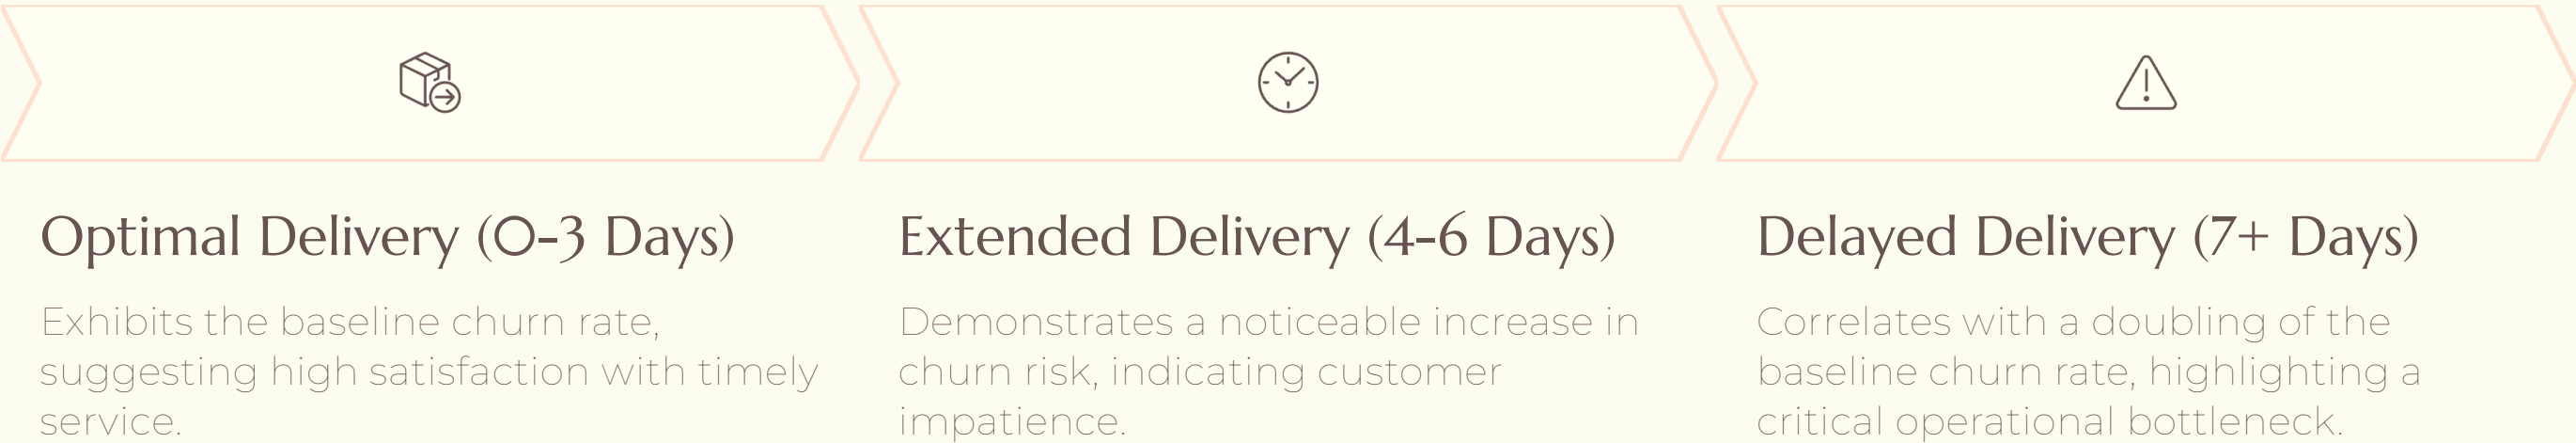 Optimal Delivery (0-3 Days)
Exhibits the baseline churn rate,
suggesting high satisfaction with timely
service.
Extended Delivery (4-6 Days)
Demonstrates a noticeable increase in
churn risk, indicating customer
impatience.
Delayed Delivery (7+ Days)
Correlates with a doubling of the
baseline churn rate, highlighting a
critical operational bottleneck.